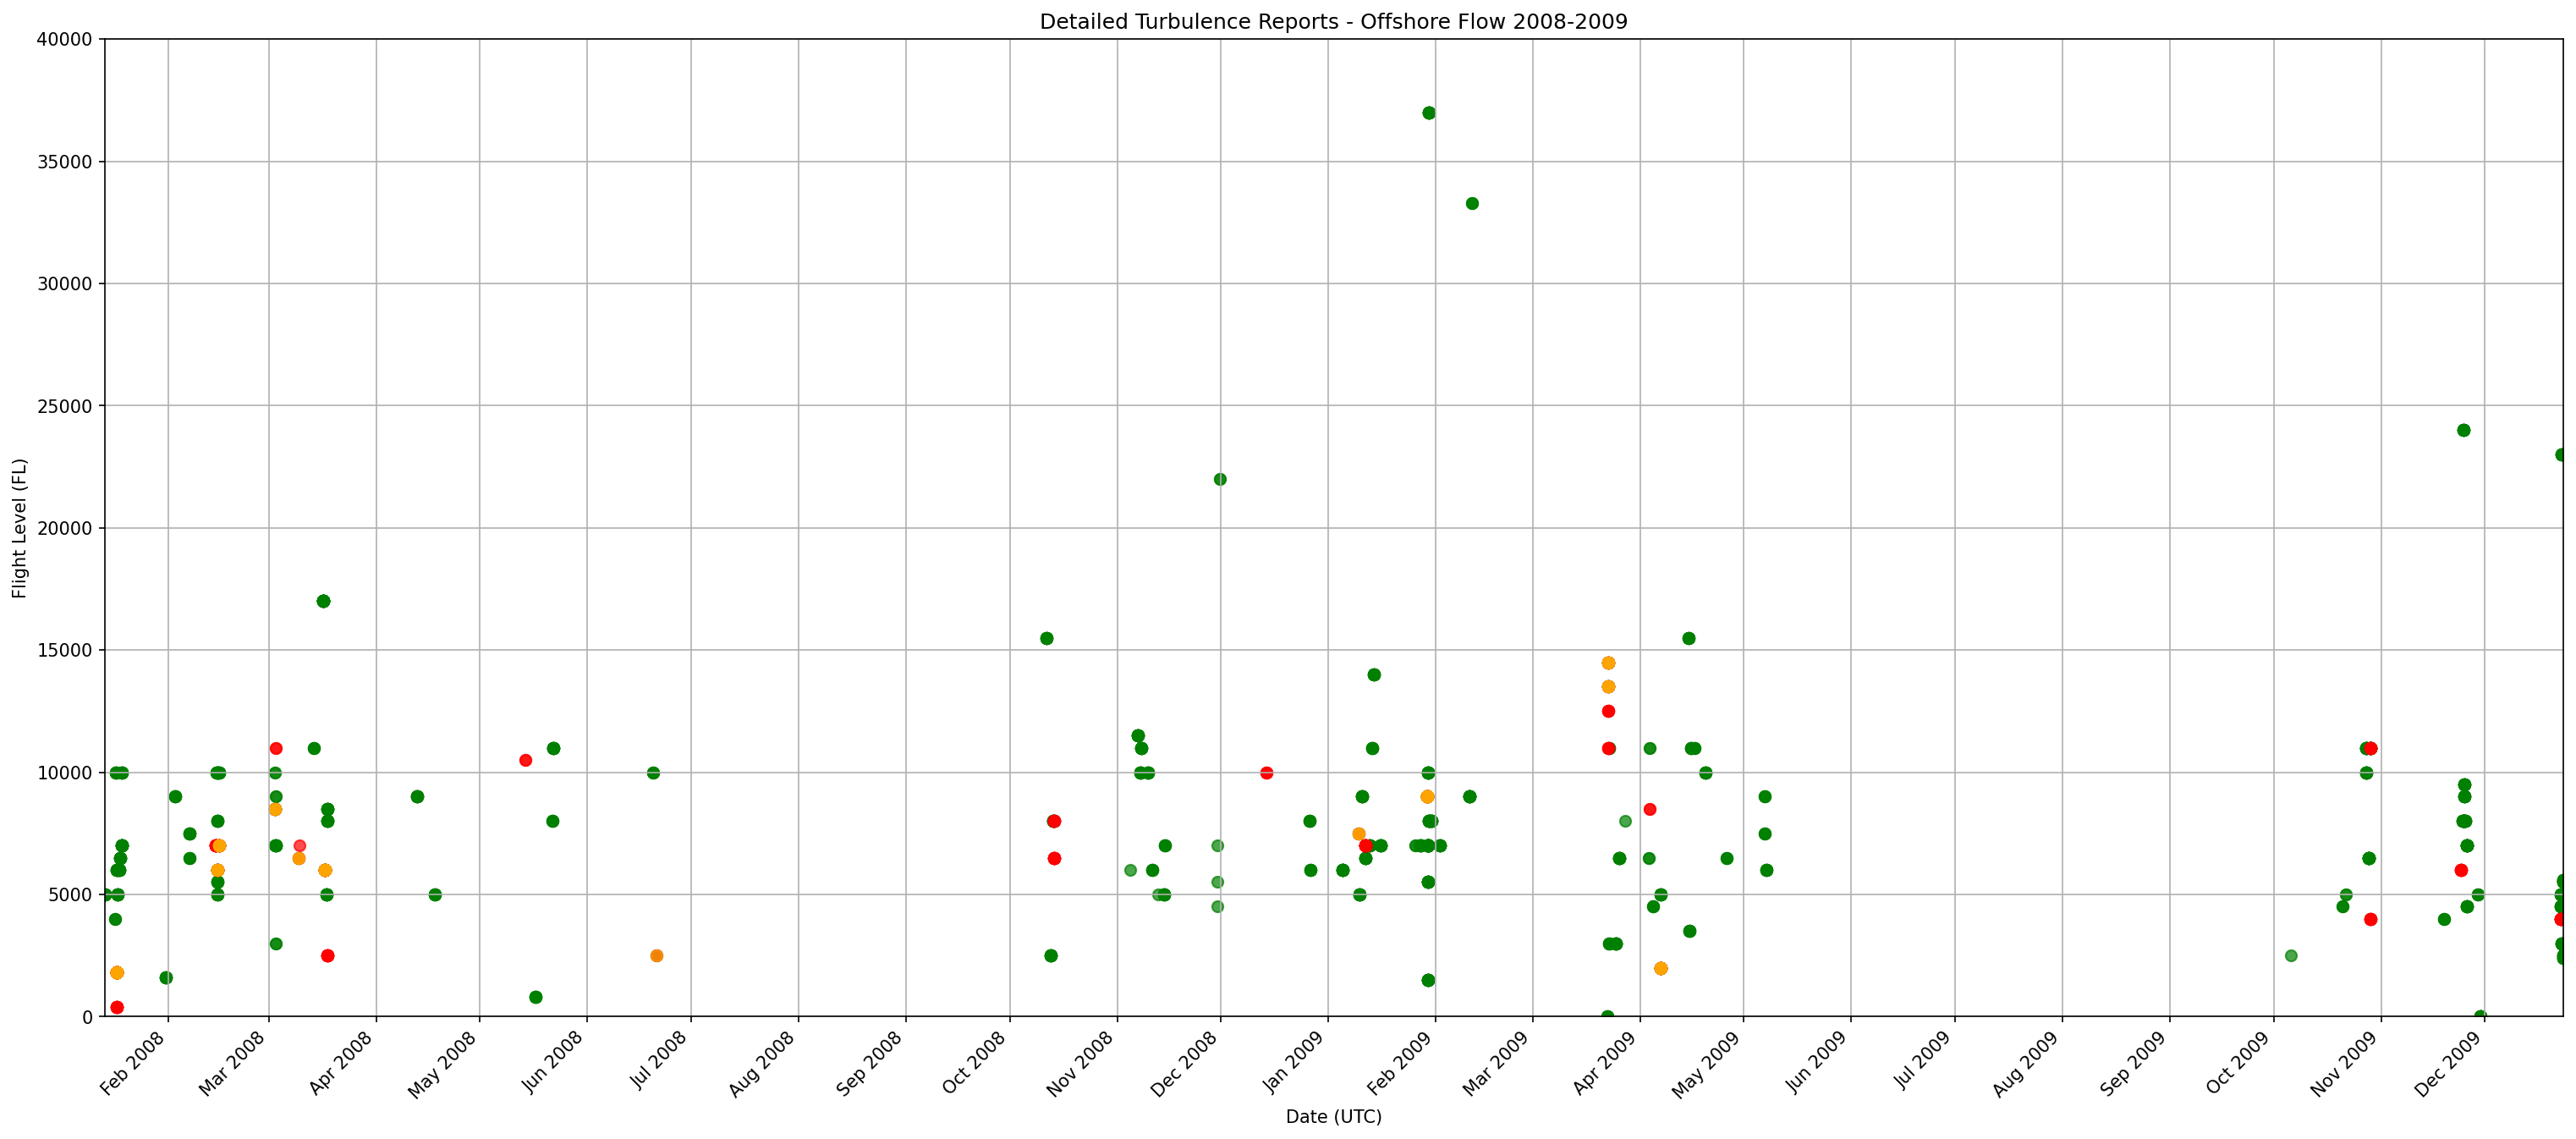 Detailed Turbulence Reports - Offshore Flow 2008-2009
40000
35000
30000
25000
20000
15000
10000
5000
0
Flight Level (FL)
Feb 2008
Mar 2008
Apr 2008
May 2008
Jun 2008
Jul 2008
Aug 2008
Sep 2008
Oct 2008
Nov 2008
Dec 2008
Jan 2009
Feb 2009
Mar 2009
Apr 2009
May 2009
Jun 2009
Jul 2009
Aug 2009
Sep 2009
Oct 2009
Nov 2009
Dec 2009
Date (UTC)